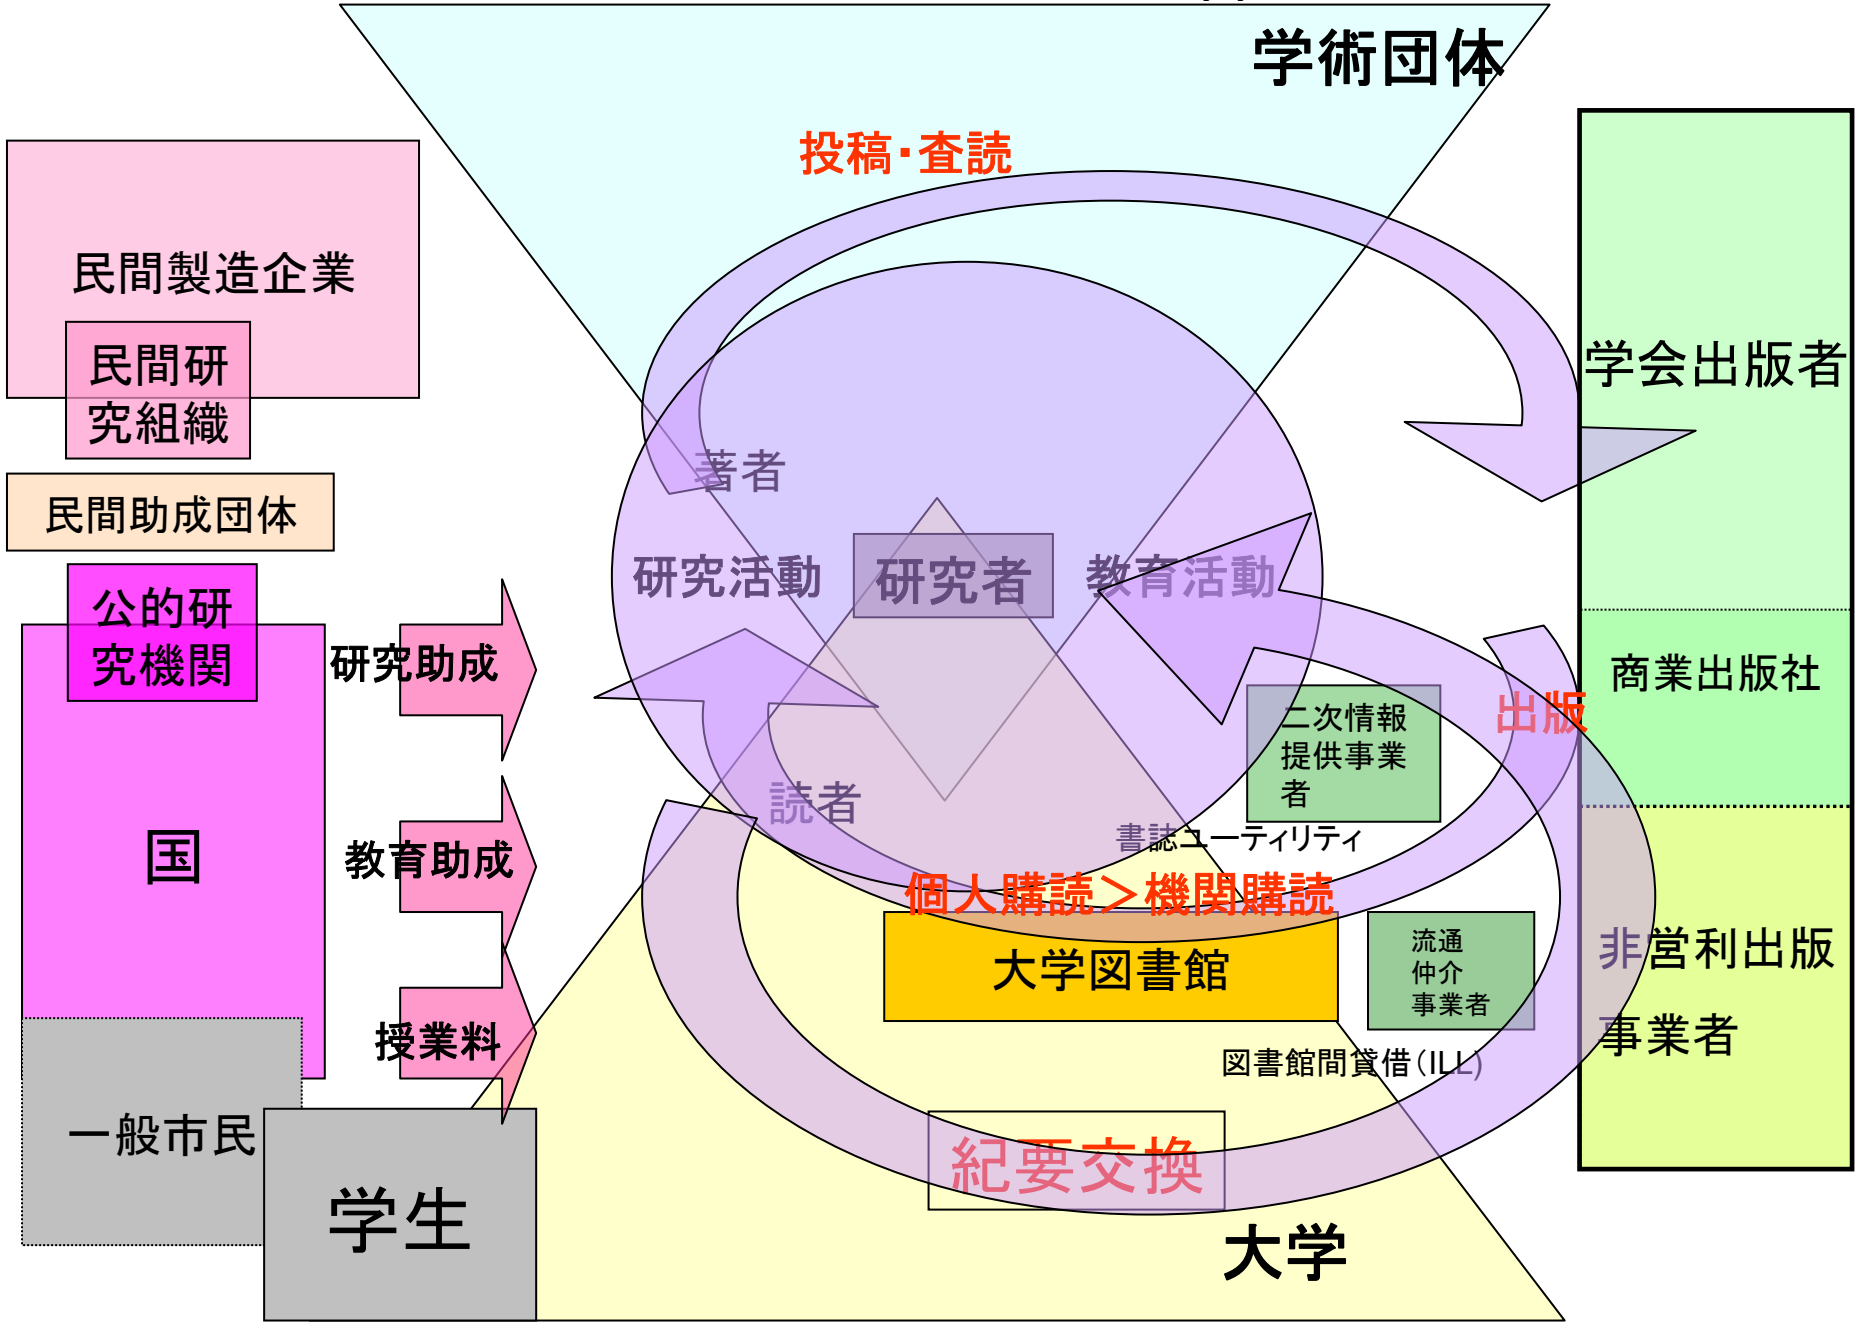 学術団体
投稿・査読
民間製造企業
民間研
究組織
学会出版者
著者
民間助成団体
研究活動
研究者
教育活動
公的研
究機関
研究助成
商業出版社
二次情報
提供事業
者
出版
読者
書誌ユーティリティ
国
教育助成
個人購読＞機関購読
大学図書館
流通
仲介
事業者
非営利出版
事業者
授業料
図書館間貸借（ILL）
一般市民
紀要交換
学生
大学